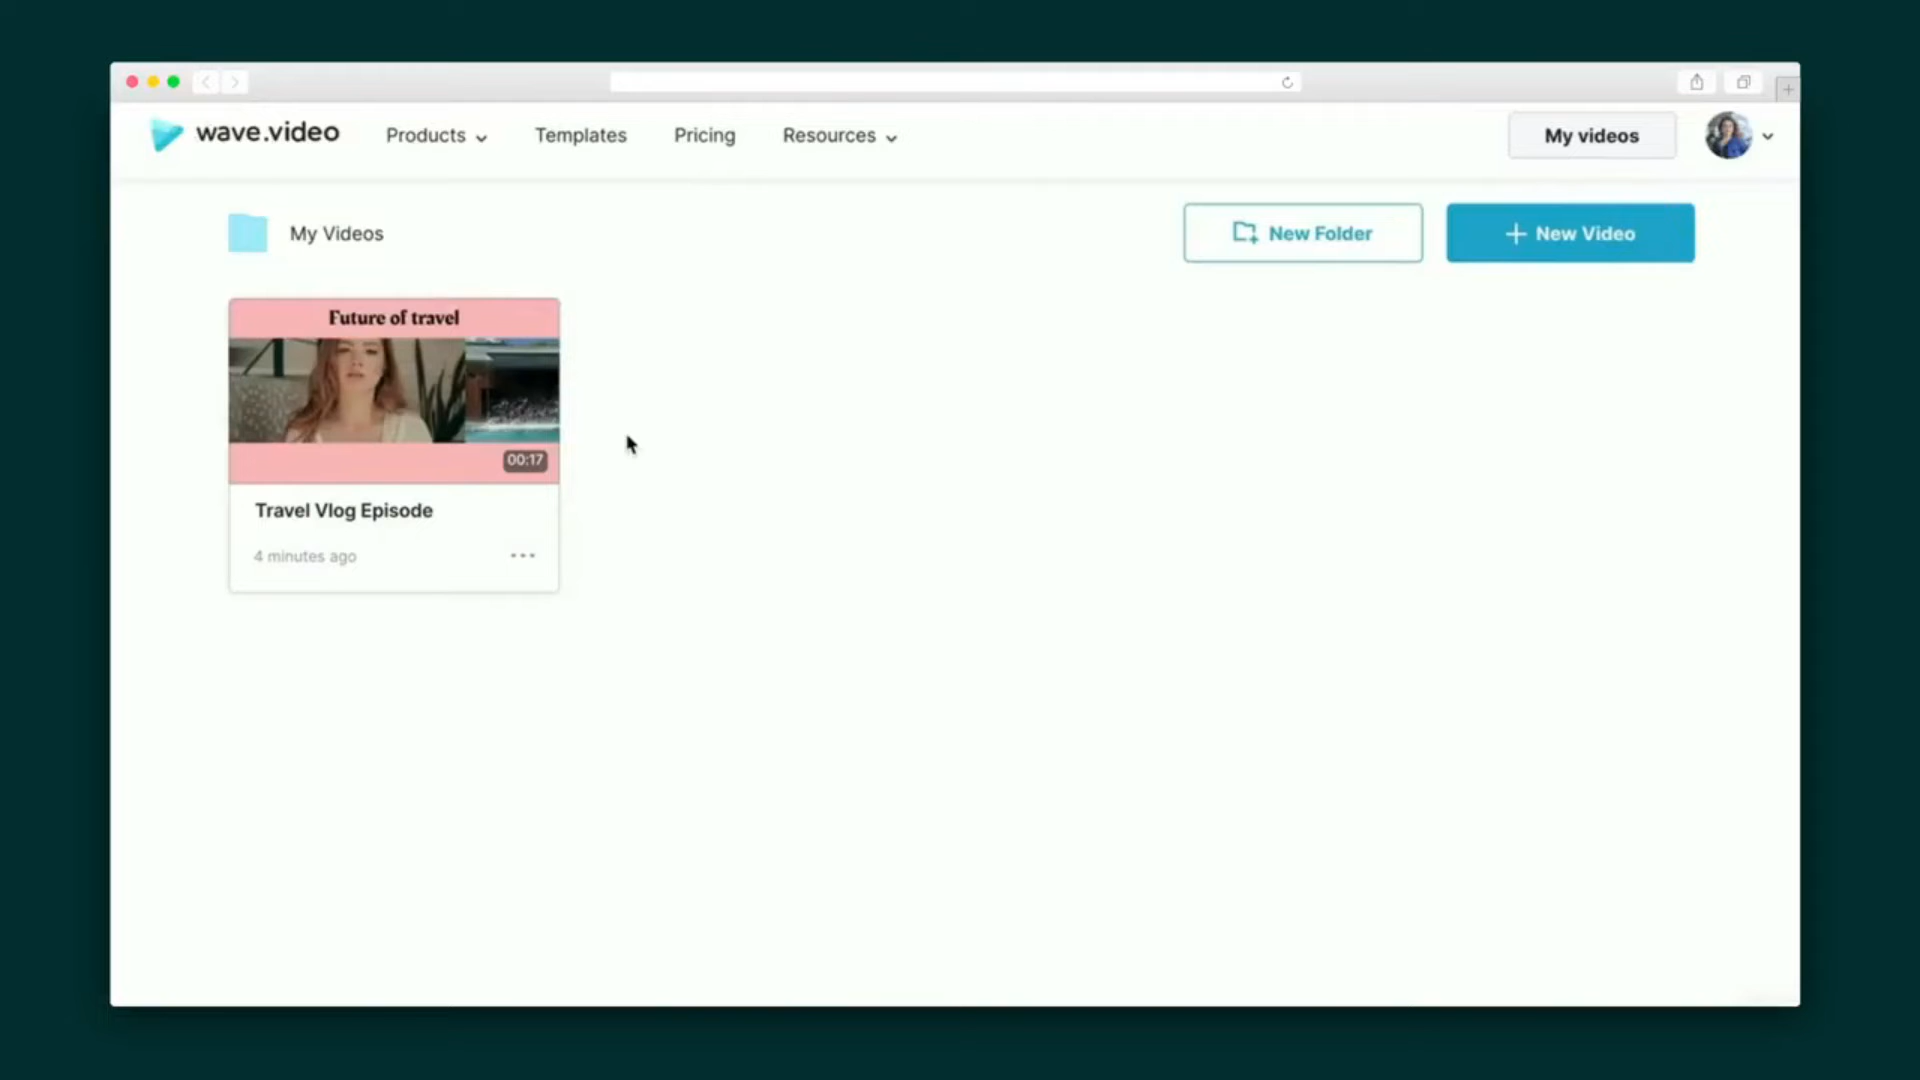 wave.video
Products
Templates
Pricing
Resources
My videos
My Videos
New Folder
New Video
Future of travel
00:17
Travel Vlog Episode
4 minutes ago